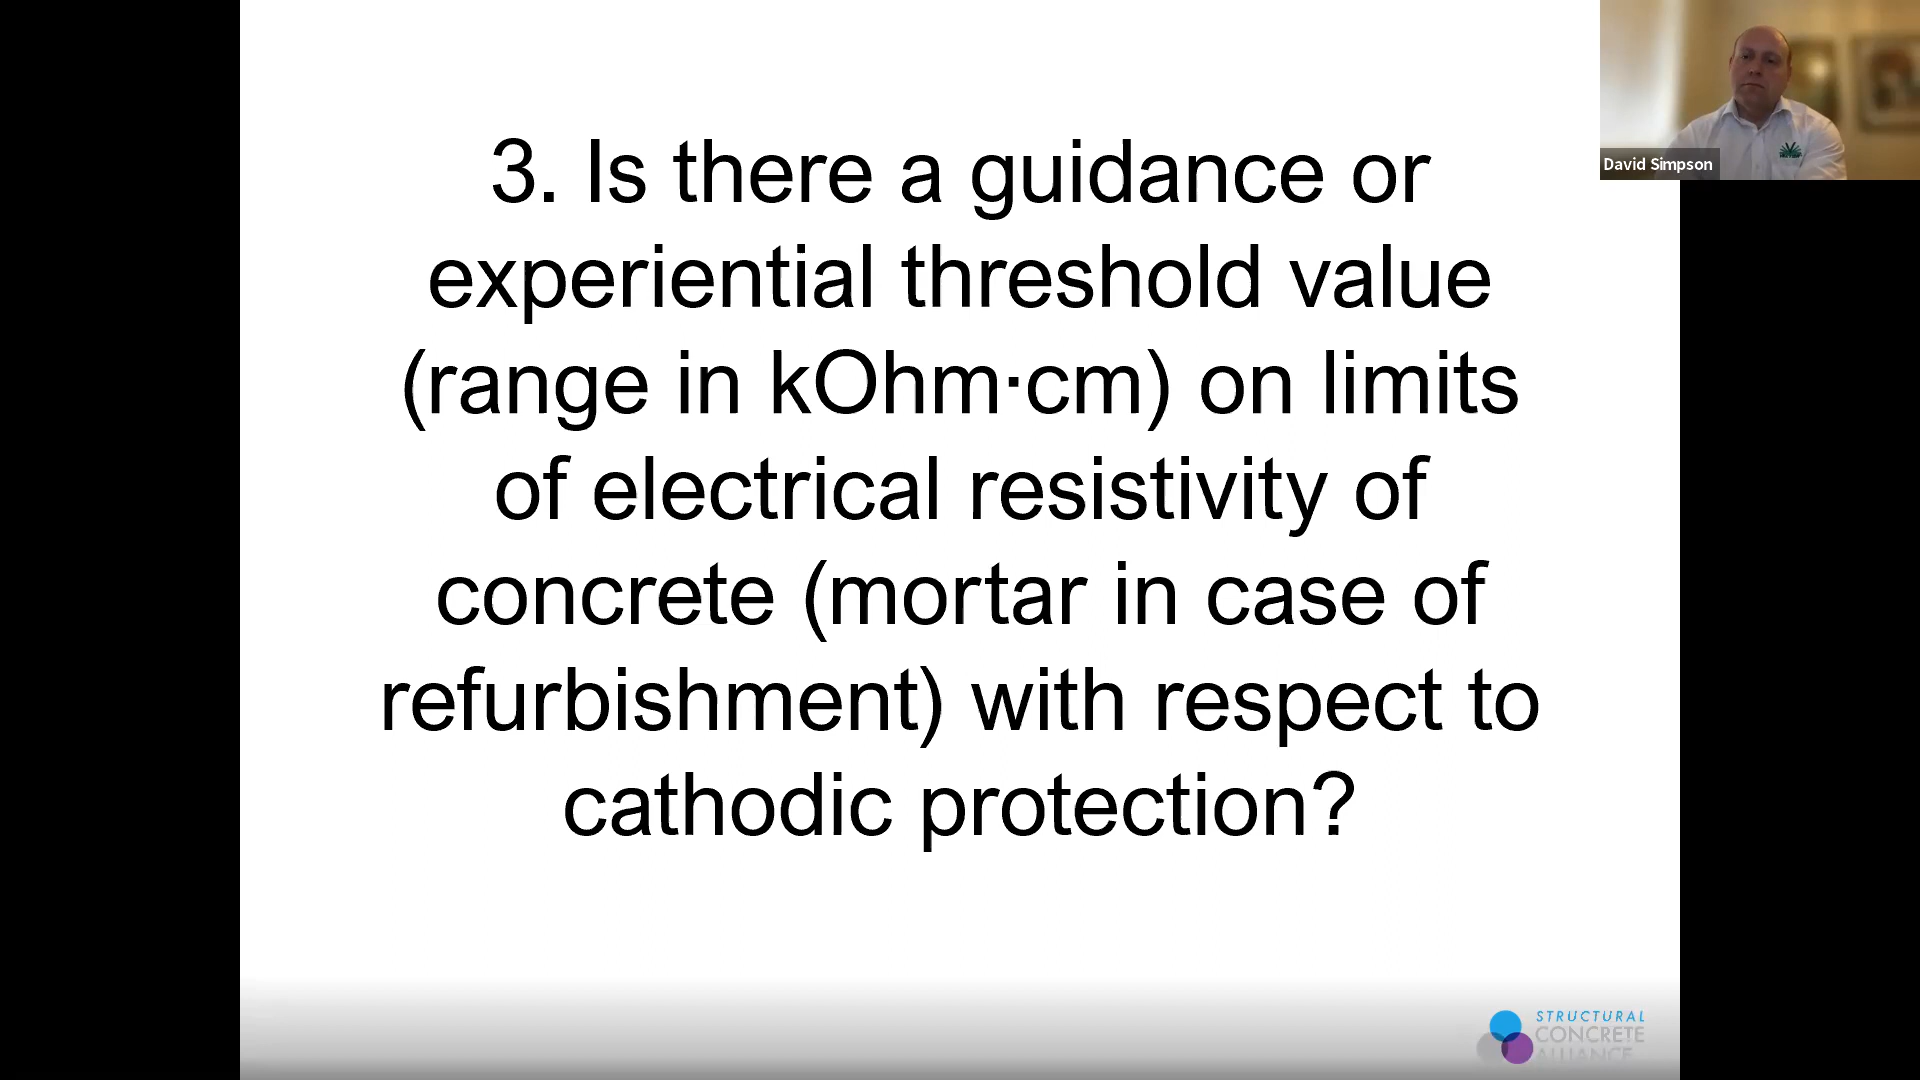 3. Is there a guidance or
experiential threshold value
(range in kOhm·cm) on limits
of electrical resistivity of
concrete (mortar in case of
refurbishment) with respect to
cathodic protection?
David Simpson
STRUCTURAL
CONCRETE
ALLIANCE